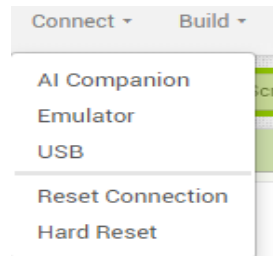 Connect ▾ Build ▾
AI Companion
Emulator
USB
Reset Connection
Hard Reset